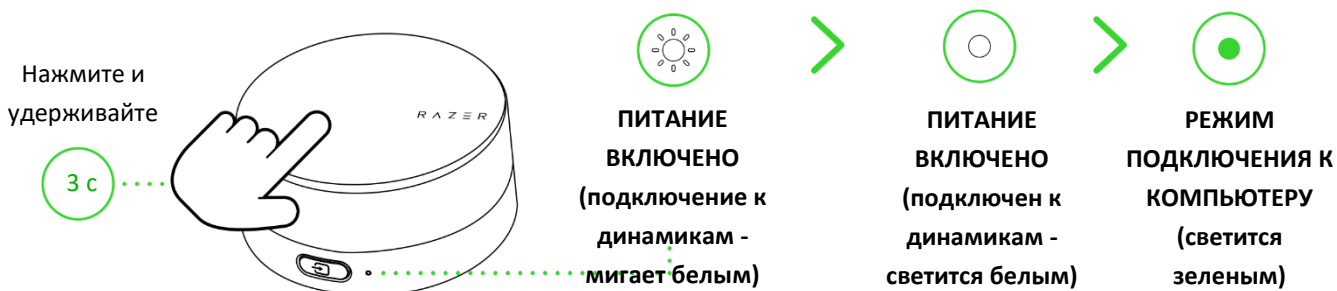 Нажмите и
удерживайте
3 с
RAZER
ПИТАНИЕ
ВКЛЮЧЕНО
(подключение к
динамикам -
мигает белым)
ПИТАНИЕ
ВКЛЮЧЕНО
(подключен к
динамикам -
светится белым)
РЕЖИМ
ПОДКЛЮЧЕНИЯ К
КОМПЬЮТЕРУ
(светится
зеленым)